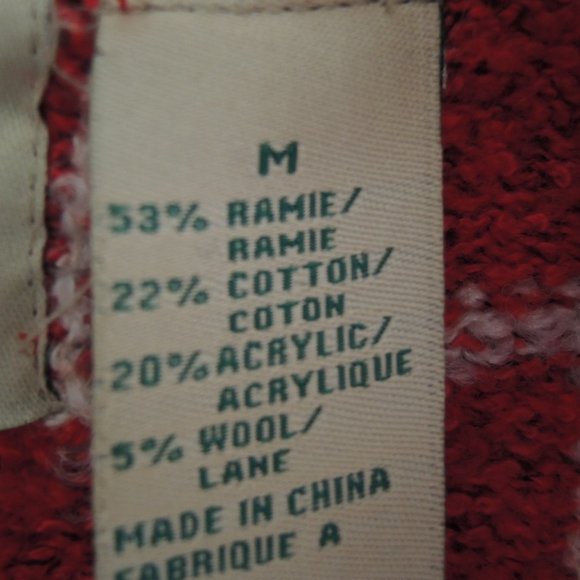 M
53% RAMIE/
RAMIE
22% COTTON/
COTON
20% ACRYLIC/
ACRYLIQUE
5% WOOL/
LANE
MADE IN CHINA
FABRIQUE A